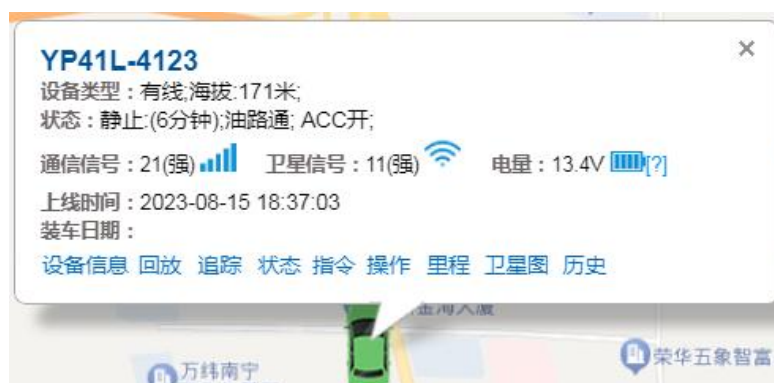 YP41L-4123
设备类型：有线;海拔:171米;
状态：静止:(6分钟);油路通; ACC开;
通信信号：21(强) 卫星信号：11(强) 电量：13.4V [?]
上线时间：2023-08-15 18:37:03
装车日期：
设备信息 回放 追踪 状态 指令 操作 里程 卫星图 历史
金海大厦
万纬南宁
荣华五象智富